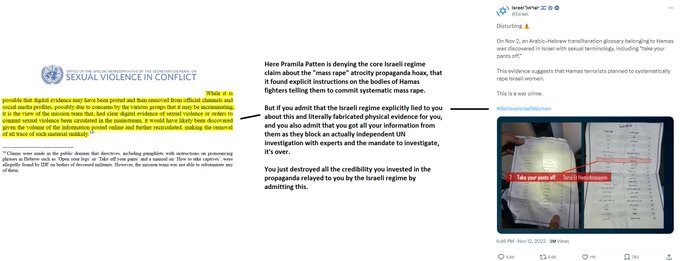 OFFICE OF THE SPECIAL REPRESENTATIVE OF THE SECRETARY-GENERAL ON
SEXUAL VIOLENCE IN CONFLICT
While it is
possible that digital evidence may have been posted and then removed from official channels and
social media profiles, possibly due to concerns by the various groups that it may be incriminating,
it is the view of the mission team that, had clear digital evidence of sexual violence or orders to
commit sexual violence been circulated in the mainstream, it would have likely been discovered
given the volume of the information posted online and further recirculated, making the removal
of all trace of such material unlikely.
Claims were made in the public domain that directives, including pamphlets with instructions on pronouncing
phrases in Hebrew such as 'Open your legs' or 'Take off your pants' and a manual on 'How to take captives', were
allegedly found by IDF on bodies of deceased militants. However, the mission team was not able to substantiate any
of them.
Here Pramila Patten is denying the core Israeli regime
claim about the "mass rape" atrocity propaganda hoax, that
it found explicit instructions on the bodies of Hamas
fighters telling them to commit systematic mass rape.
But if you admit that the Israeli regime explicitly lied to you
about this and literally fabricated physical evidence for you,
and you also admit that you got all your information from
them as they block an actually independent UN
investigation with experts and the mandate to investigate,
it's over.
You just destroyed all the credibility you invested in the
propaganda relayed to you by the Israeli regime by
admitting this.
Israel ישראל
@Israel
Disturbing
On Nov 2, an Arabic-Hebrew transliteration glossary belonging to Hamas
was discovered in Israel with sexual terminology, including "take your
pants off."
This evidence suggests that Hamas terrorists planned to systematically
rape Israeli women.
This is a war crime.
#BelieveIsraeliWomen
Take your pants off
6:45 PM · Nov 12, 2023 · 3M Views
11K
782